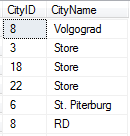 CityID CityName
8 Volgograd
3 Store
18 Store
22 Store
6 St. Piterburg
8 RD